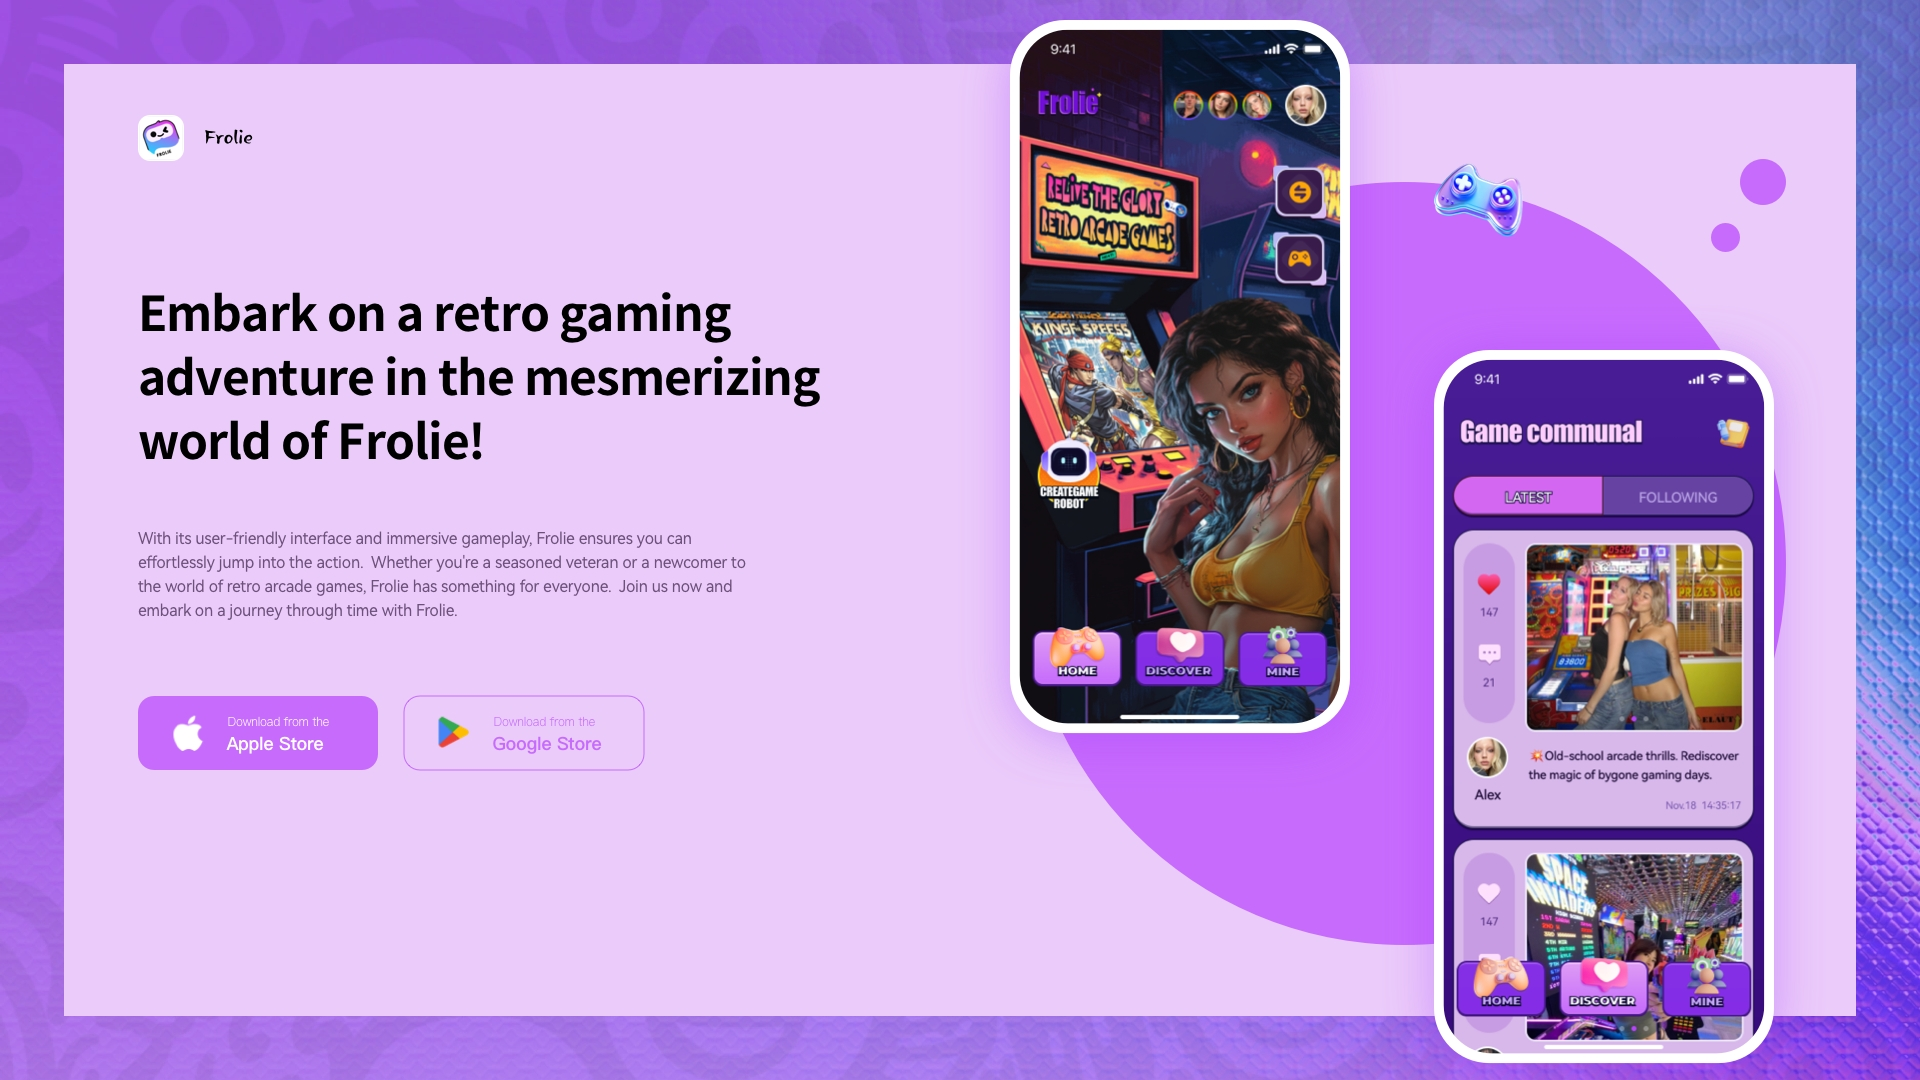 FROLIE
Frolie
Embark on a retro gaming
adventure in the mesmerizing
world of Frolie!
With its user-friendly interface and immersive gameplay, Frolie ensures you can
effortlessly jump into the action.  Whether you're a seasoned veteran or a newcomer to
the world of retro arcade games, Frolie has something for everyone.  Join us now and
embark on a journey through time with Frolie.
Download from the
Apple Store
Download from the
Google Store
9:41
Frolie
RELIVE THE GLORY
RETRO ARCADE GAMES
CREATEGAME
ROBOT
HOME
DISCOVER
MINE
9:41
Game communal
LATEST
FOLLOWING
147
21
PRIZES BIG
ELAUT
Alex
💥Old-school arcade thrills. Rediscover
the magic of bygone gaming days.
Nov.18 14:35:17
147
SPACE
INVADERS
HOME
DISCOVER
MINE